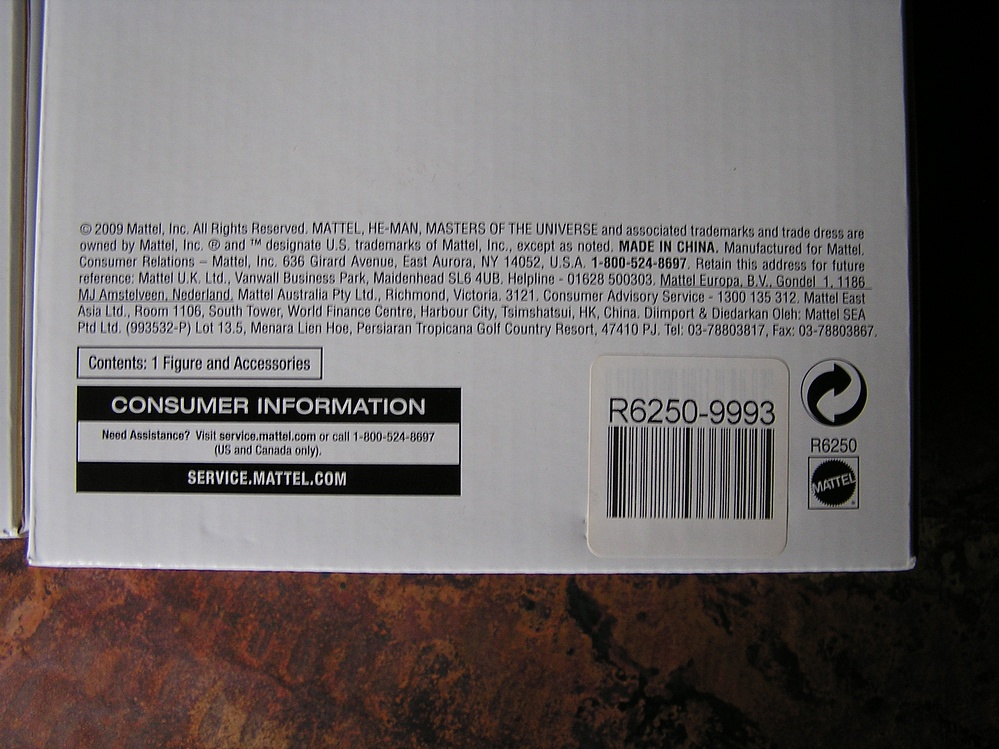 © 2009 Mattel, Inc. All Rights Reserved. MATTEL, HE-MAN, MASTERS OF THE UNIVERSE and associated trademarks and trade dress are
owned by Mattel, Inc. ® and ™ designate U.S. trademarks of Mattel, Inc., except as noted. MADE IN CHINA. Manufactured for Mattel.
Consumer Relations – Mattel, Inc. 636 Girard Avenue, East Aurora, NY 14052, U.S.A. 1-800-524-8697. Retain this address for future
reference: Mattel U.K. Ltd., Vanwall Business Park, Maidenhead SL6 4UB. Helpline - 01628 500303. Mattel Europa, B.V., Gondel 1, 1186
MJ Amstelveen, Nederland. Mattel Australia Pty Ltd., Richmond, Victoria. 3121. Consumer Advisory Service - 1300 135 312. Mattel East
Asia Ltd., Room 1106, South Tower, World Finance Centre, Harbour City, Tsimshatsui, HK, China. Diimport & Diedarkan Oleh: Mattel SEA
Ptd Ltd. (993532-P) Lot 13.5, Menara Lien Hoe, Persiaran Tropicana Golf Country Resort, 47410 PJ. Tel: 03-78803817, Fax: 03-78803867.
Contents: 1 Figure and Accessories
CONSUMER INFORMATION
Need Assistance? Visit service.mattel.com or call 1-800-524-8697
(US and Canada only).
SERVICE.MATTEL.COM
R6250-9993
R6250
MATTEL
®